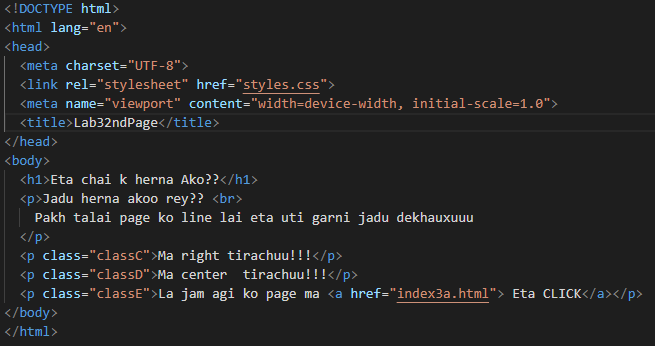 <!DOCTYPE html>
<html lang="en">
<head>
  <meta charset="UTF-8">
  <link rel="stylesheet" href="styles.css">
  <meta name="viewport" content="width=device-width, initial-scale=1.0">
  <title>Lab32ndPage</title>
</head>
<body>
  <h1>Eta chai k herna Ako??</h1>
  <p>Jadu herna akoo rey?? <br>
    Pakh talai page ko line lai eta uti garni jadu dekhauxuuu
  </p>
  <p class="classC">Ma right tirachuu!!!</p>
  <p class="classD">Ma center  tirachuu!!!</p>
  <p class="classE">La jam agi ko page ma <a href="index3a.html"> Eta CLICK</a></p>
</body>
</html>